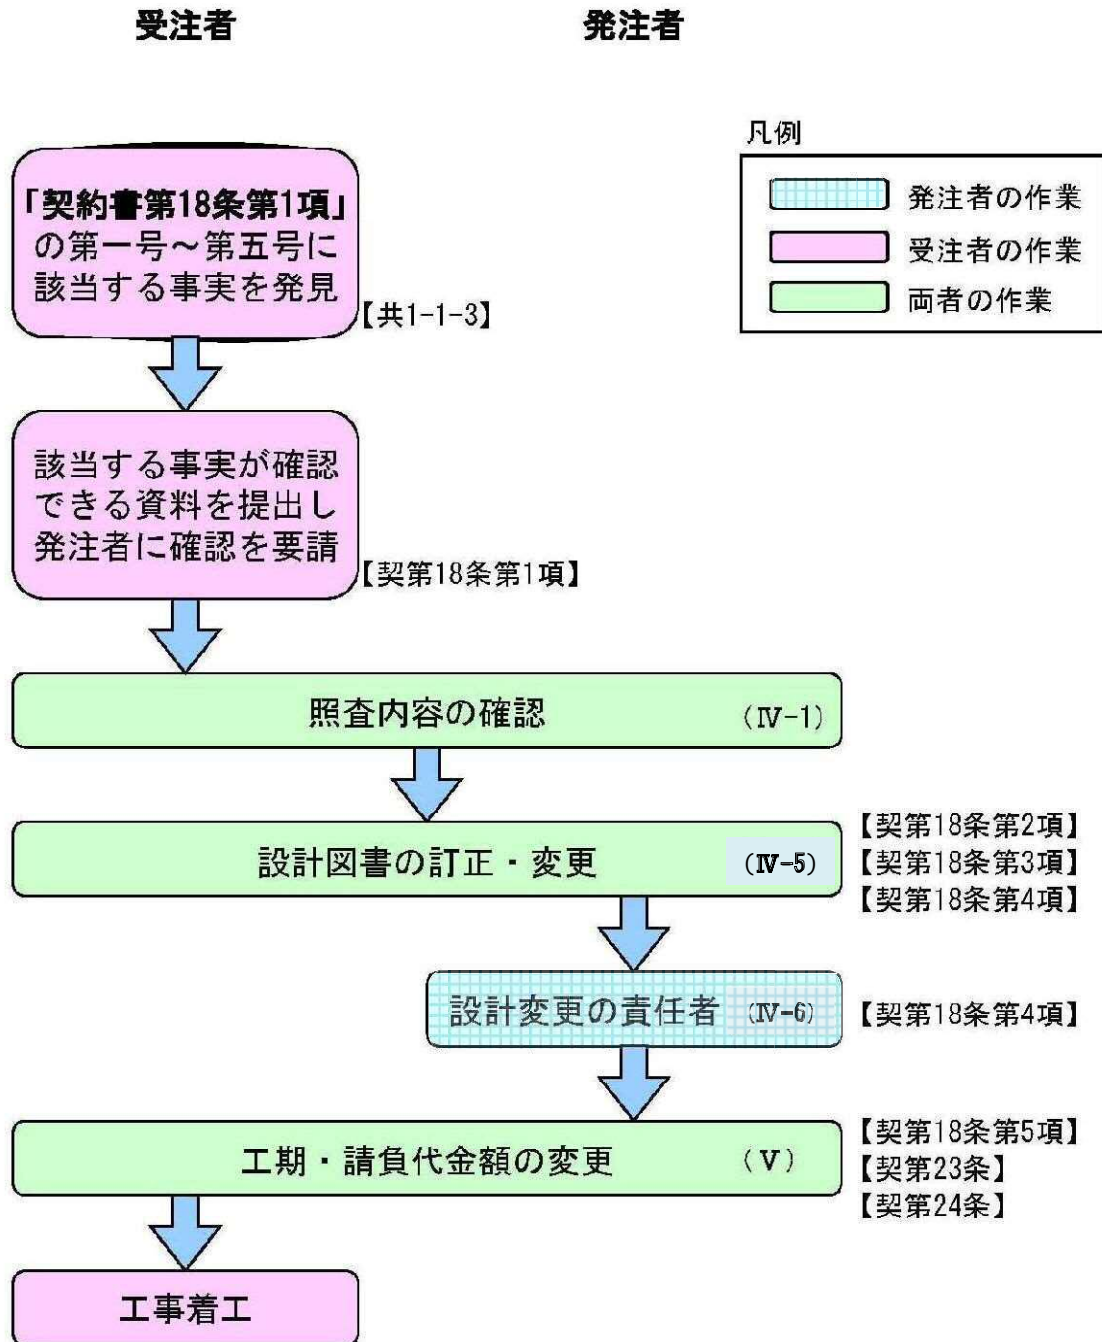 受注者
発注者
凡例
発注者の作業
受注者の作業
両者の作業
「契約書第18条第1項」
の第一号～第五号に
該当する事実を発見
【共1-1-3】
該当する事実が確認
できる資料を提出し
発注者に確認を要請
【契第18条第1項】
照査内容の確認 (Ⅳ-1)
設計図書の訂正・変更 (Ⅳ-5)
【契第18条第2項】
【契第18条第3項】
【契第18条第4項】
設計変更の責任者 (Ⅳ-6)
【契第18条第4項】
工期・請負代金額の変更 (Ⅴ)
【契第18条第5項】
【契第23条】
【契第24条】
工事着工